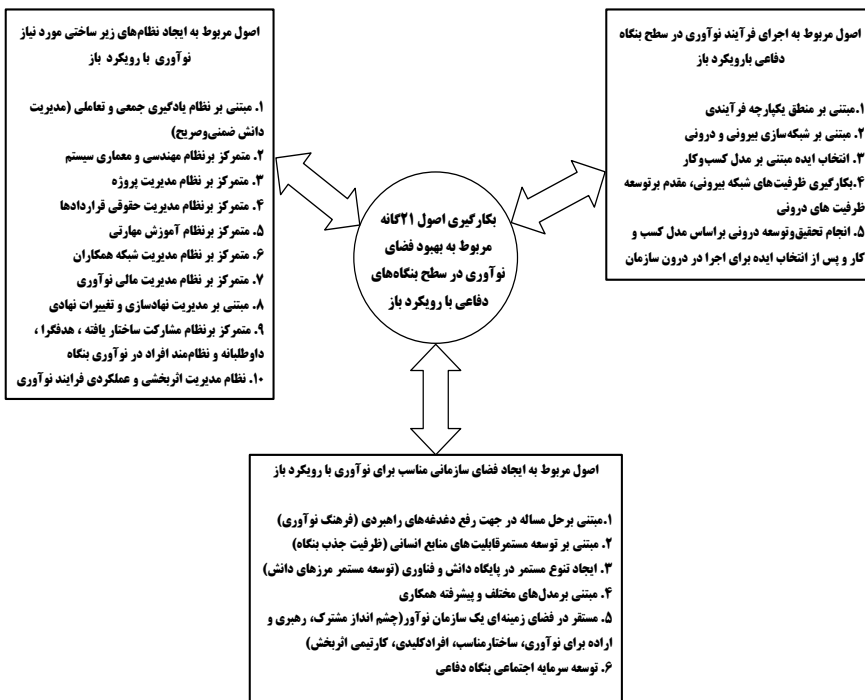 اصول مربوط به اجرای فرآیند نوآوری در سطح بنگاه
دفاعی بارویکرد باز
۱.مبتنی بر منطق یکپارچه فرآیندی
۲. مبتنی بر شبکه‌سازی بیرونی و درونی
۳. انتخاب ایده مبتنی بر مدل کسب‌وکار
۴.بکارگیری ظرفیت‌های شبکه بیرونی، مقدم برتوسعه
ظرفیت های درونی
۵. انجام تحقیق‌وتوسعه درونی براساس مدل کسب و
کار و پس از انتخاب ایده برای اجرا در درون سازمان
اصول مربوط به ایجاد نظام‌های زیر ساختی مورد نیاز
نوآوری با رویکرد باز
۱. مبتنی بر نظام یادگیری جمعی و تعاملی (مدیریت
دانش ضمنی‌وصریح)
۲. متمرکز برنظام مهندسی و معماری سیستم
۳. متمرکز بر نظام مدیریت پروژه
۴. متمرکز برنظام مدیریت حقوقی قراردادها
۵. متمرکز برنظام آموزش مهارتی
۶. متمرکز بر نظام مدیریت شبکه همکاران
۷. متمرکز بر نظام مدیریت مالی نوآوری
۸. مبتنی بر مدیریت نهادسازی و تغییرات نهادی
۹. متمرکز برنظام مشارکت ساختار یافته ، هدفگرا ،
داوطلبانه و نظام‌مند افراد در نوآوری بنگاه
۱۰. نظام مدیریت اثربخشی و عملکردی فرایند نوآوری
بکارگیری اصول ۲۱گانه
مربوط به بهبود فضای
نوآوری در سطح بنگاه‌های
دفاعی با رویکرد باز
اصول مربوط به ایجاد فضای سازمانی مناسب برای نوآوری با رویکرد باز
۱.مبتنی برحل مساله در جهت رفع دغدغه‌های راهبردی (فرهنگ نوآوری)
۲. مبتنی بر توسعه مستمرقابلیت‌های منابع انسانی (ظرفیت جذب بنگاه)
۳. ایجاد تنوع مستمر در پایگاه دانش و فناوری (توسعه مستمر مرزهای دانش)
۴. مبتنی برمدل‌های مختلف و پیشرفته همکاری
۵. مستقر در فضای زمینه‌ای یک سازمان نوآور(چشم انداز مشترک، رهبری و
اراده برای نوآوری، ساختارمناسب، افرادکلیدی، کارتیمی اثربخش)
۶. توسعه سرمایه اجتماعی بنگاه دفاعی